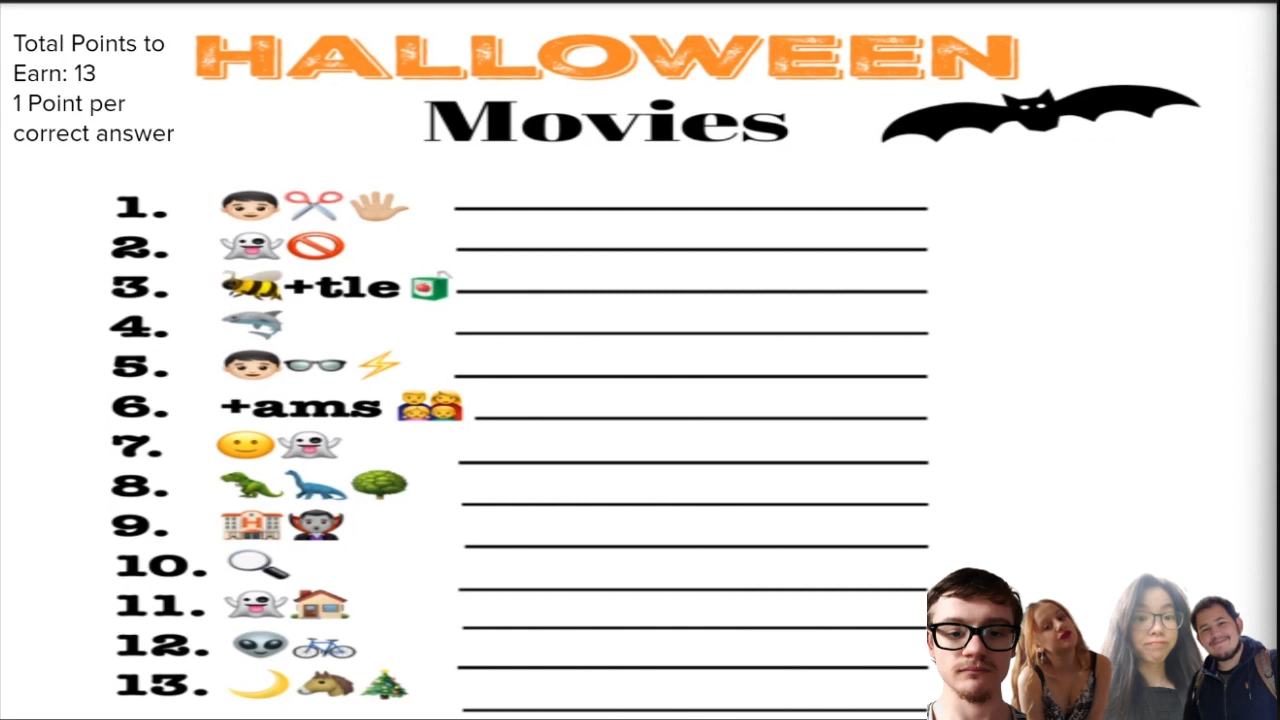 Total Points to
Earn: 13
1 Point per
correct answer
HALLOWEEN
Movies
1.
2.
3. +tle
4.
5.
6. +ams
7.
8.
9.
10.
11.
12.
13.